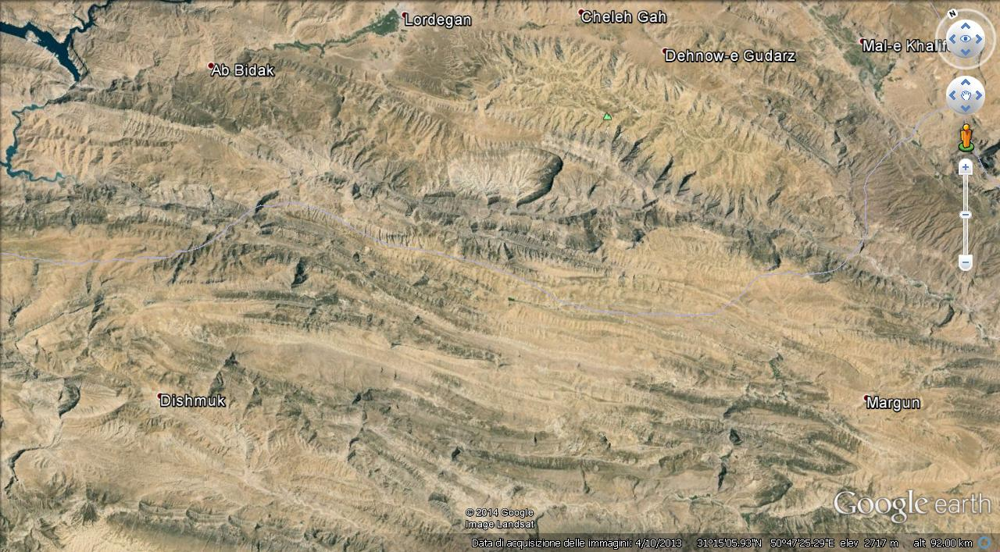 Lordegan
Cheleh Gah
Mal-e Khalif
Dehnow-e Gudarz
Ab Bidak
N
Dishmuk
Margun
Google earth
© 2014 Google
Image Landsat
Data di acquisizione delle immagini: 4/10/2013 31°15'05.93"N 50°47'25.29"E elev 2717 m alt 92.00 km